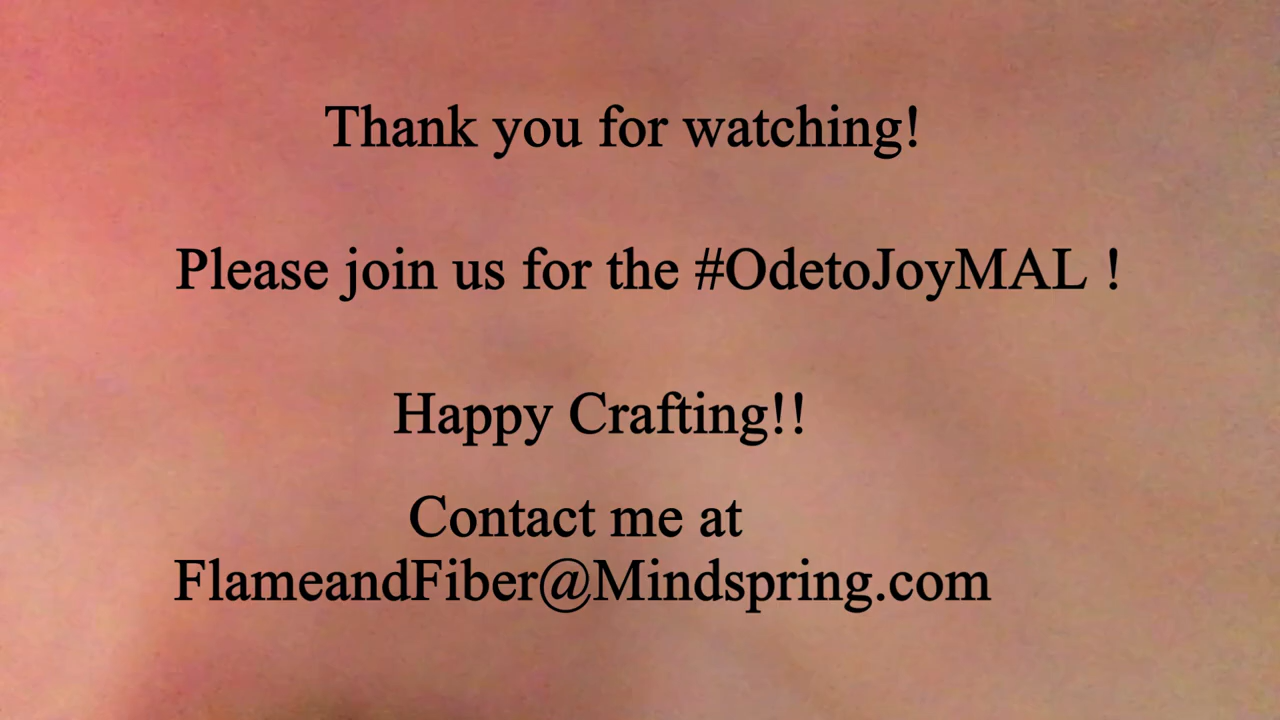 Thank you for watching!
Please join us for the #OdetoJoyMAL !
Happy Crafting!!
Contact me at
FlameandFiber@Mindspring.com